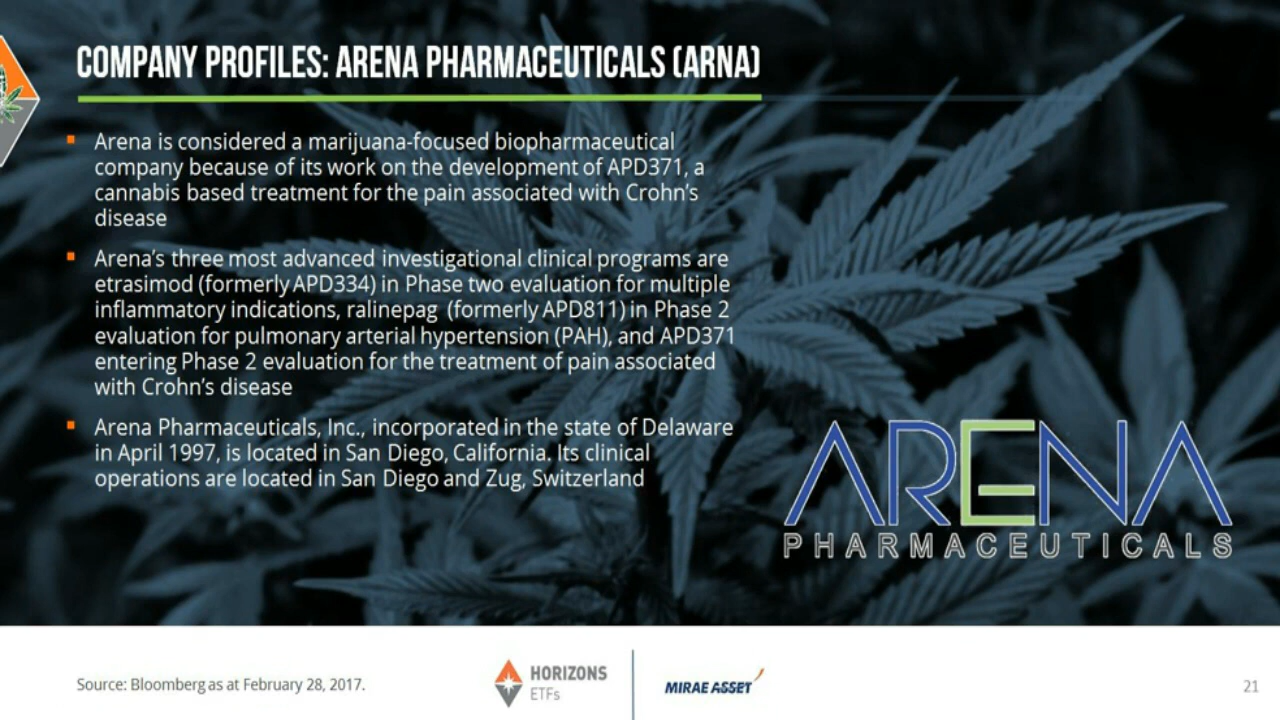 COMPANY PROFILES: ARENA PHARMACEUTICALS (ARNA)
Arena is considered a marijuana-focused biopharmaceutical
company because of its work on the development of APD371, a
cannabis based treatment for the pain associated with Crohn's
disease
Arena's three most advanced investigational clinical programs are
etrasimod (formerly APD334) in Phase two evaluation for multiple
inflammatory indications, ralinepag (formerly APD811) in Phase 2
evaluation for pulmonary arterial hypertension (PAH), and APD371
entering Phase 2 evaluation for the treatment of pain associated
with Crohn's disease
Arena Pharmaceuticals, Inc., incorporated in the state of Delaware
in April 1997, is located in San Diego, California. Its clinical
operations are located in San Diego and Zug, Switzerland
ARENA
PHARMACEUTICALS
Source: Bloomberg as at February 28, 2017.
HORIZONS
ETFs
MIRAE ASSET
21